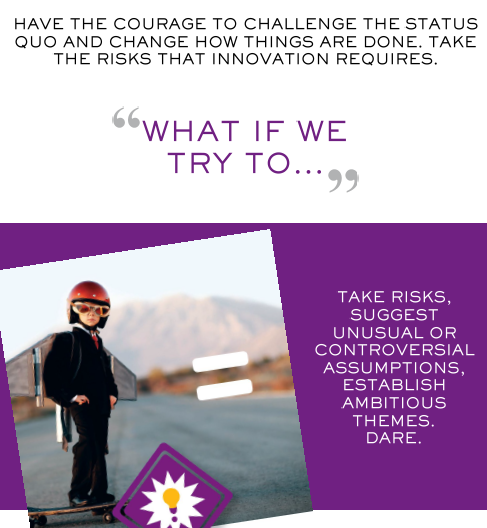 HAVE THE COURAGE TO CHALLENGE THE STATUS
QUO AND CHANGE HOW THINGS ARE DONE. TAKE
THE RISKS THAT INNOVATION REQUIRES.
“WHAT IF WE
TRY TO...”
TAKE RISKS,
SUGGEST
UNUSUAL OR
CONTROVERSIAL
ASSUMPTIONS,
ESTABLISH
AMBITIOUS
THEMES.
DARE.